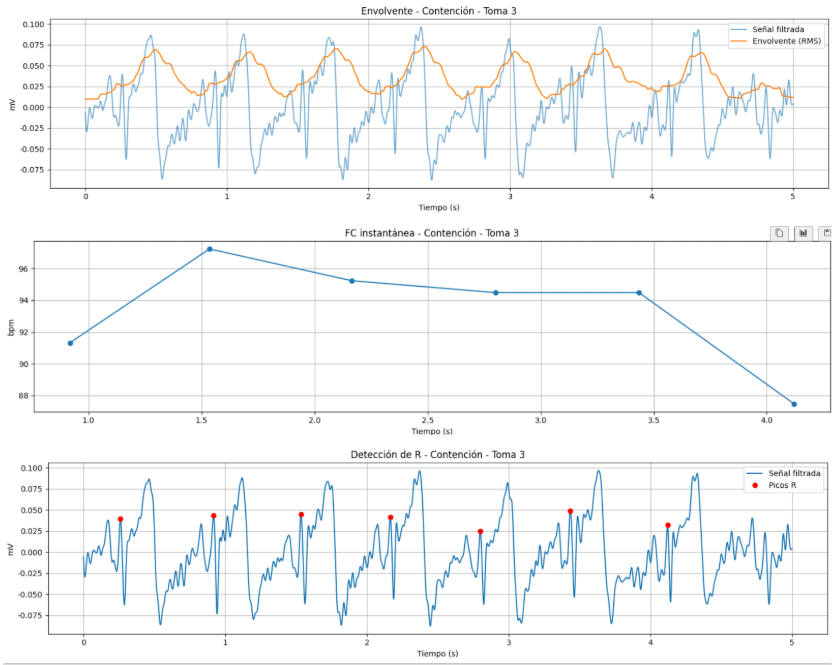 Envolvente - Contención - Toma 3
0.100
0.075
0.050
0.025
0.000
-0.025
-0.050
-0.075
mV
Señal filtrada
Envolvente (RMS)
0 1 2 3 4 5
Tiempo (s)
FC instantánea - Contención - Toma 3
96
94
92
90
88
bpm
1.0 1.5 2.0 2.5 3.0 3.5 4.0
Tiempo (s)
Detección de R - Contención - Toma 3
0.100
0.075
0.050
0.025
0.000
-0.025
-0.050
-0.075
mV
Señal filtrada
Picos R
0 1 2 3 4 5
Tiempo (s)